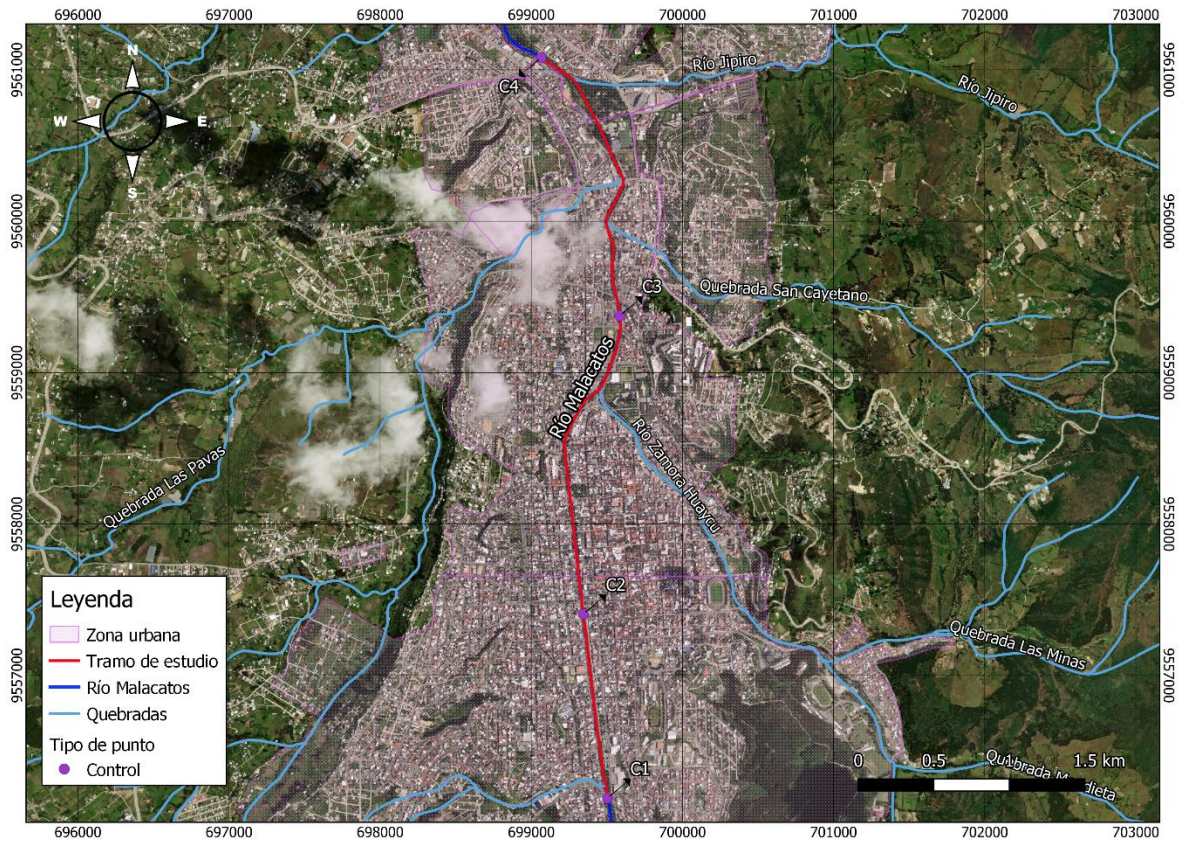 696000 697000 698000 699000 700000 701000 702000 703000
9561000
9560000
9559000
9558000
9557000
N
W E
S
C4
Río Jipiro
Río Jipiro
C3
Quebrada San Cayetano
Río Malacatos
Río Zamora Huaycu
Quebrada Las Pavas
C2
Quebrada Las Minas
C1
Leyenda
Zona urbana
Tramo de estudio
Río Malacatos
Quebradas
Tipo de punto
Control
0 0.5 1 1.5 km
Quebrada
9561000
9560000
9559000
9558000
9557000
696000 697000 698000 699000 700000 701000 702000 703000